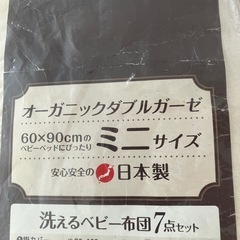 オーガニックダブルガーゼ
60×90cmの
ベビーベッドにぴったり
ミニサイズ
安心安全の
日本製
洗えるベビー布団7点セット